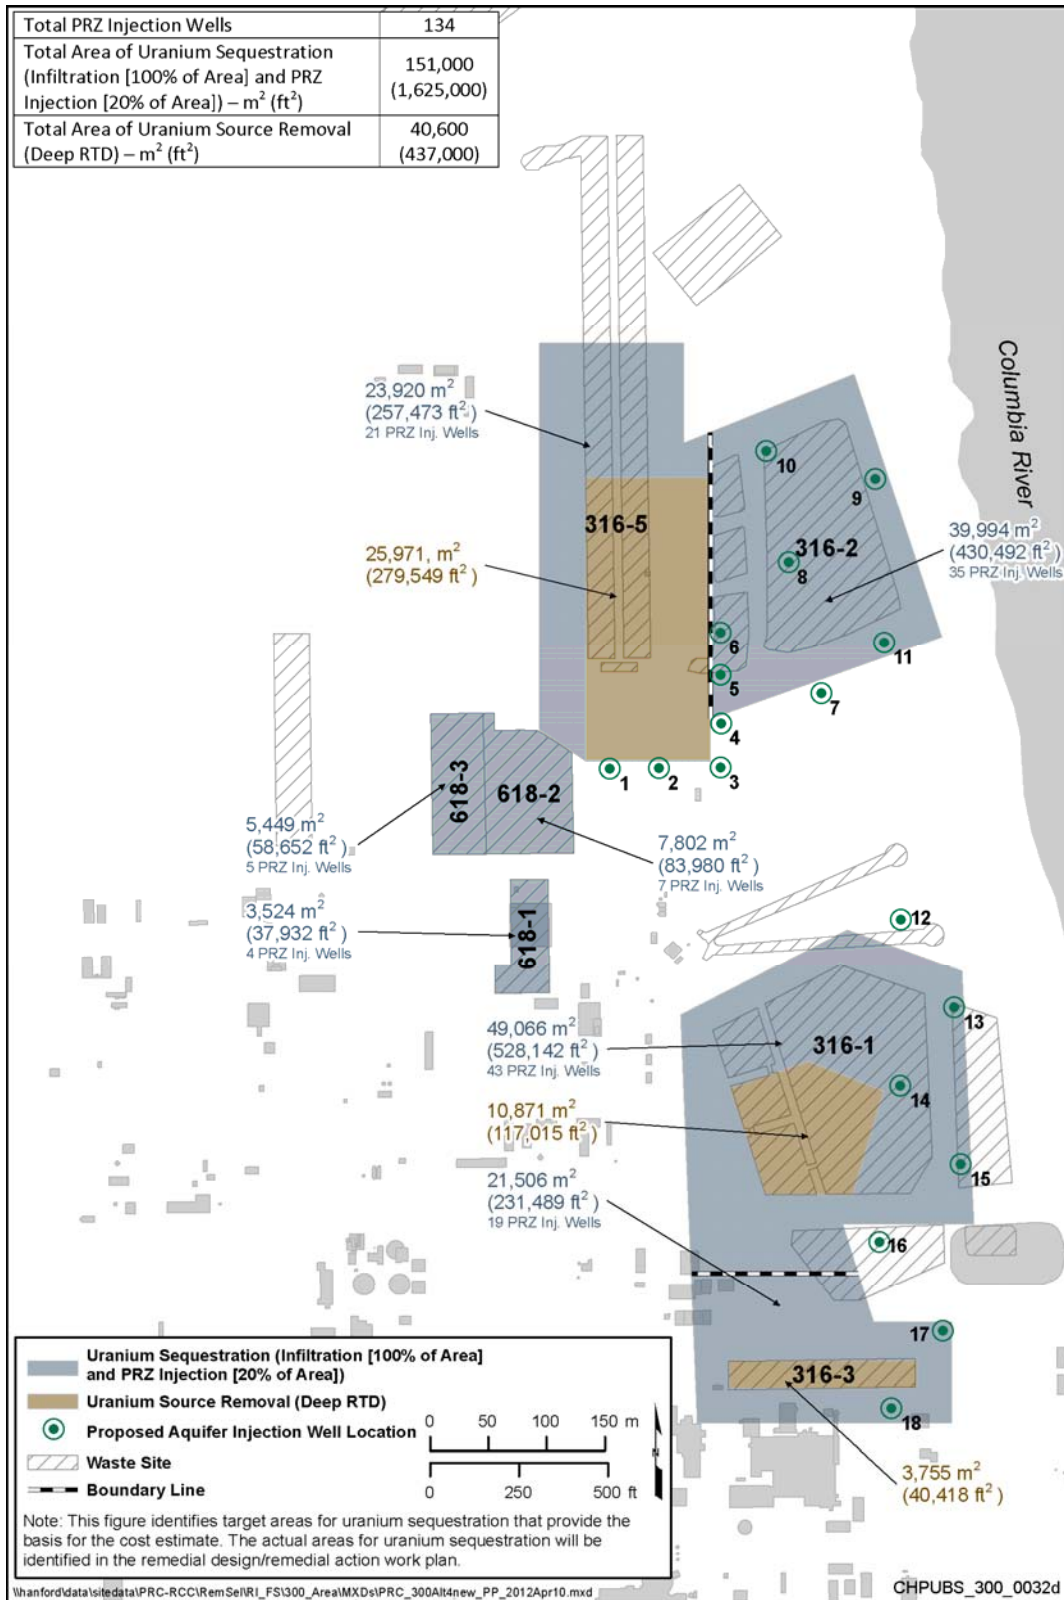 Total PRZ Injection Wells 134
Total Area of Uranium Sequestration
(Infiltration [100% of Area] and PRZ
Injection [20% of Area]) – m² (ft²)
151,000
(1,625,000)
Total Area of Uranium Source Removal
(Deep RTD) – m² (ft²)
40,600
(437,000)
Columbia River
23,920 m²
(257,473 ft²)
21 PRZ Inj. Wells
316-5
25,971, m²
(279,549 ft²)
10
9
316-2
8
39,994 m²
(430,492 ft²)
35 PRZ Inj. Wells
6
11
5
7
4
1
2
3
618-3
618-2
5,449 m²
(58,652 ft²)
5 PRZ Inj. Wells
7,802 m²
(83,980 ft²)
7 PRZ Inj. Wells
3,524 m²
(37,932 ft²)
4 PRZ Inj. Wells
618-1
12
13
49,066 m²
(528,142 ft²)
43 PRZ Inj. Wells
316-1
14
10,871 m²
(117,015 ft²)
15
21,506 m²
(231,489 ft²)
19 PRZ Inj. Wells
16
17
316-3
18
3,755 m²
(40,418 ft²)
Uranium Sequestration (Infiltration [100% of Area]
and PRZ Injection [20% of Area])
Uranium Source Removal (Deep RTD)
Proposed Aquifer Injection Well Location
Waste Site
Boundary Line
0 50 100 150 m
0 250 500 ft
Note: This figure identifies target areas for uranium sequestration that provide the
basis for the cost estimate. The actual areas for uranium sequestration will be
identified in the remedial design/remedial action work plan.
\\hanford\data\sitedata\PRC-RCC\RemSel\RI_FS\300_Area\MXDs\PRC_300Alt4new_PP_2012Apr10.mxd
CHPUBS_300_0032d